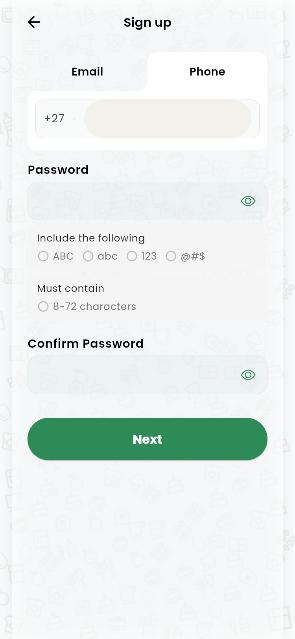 Sign up
Email Phone
+27
Password
Include the following
ABC abc 123 @#$
Must contain
8-72 characters
Confirm Password
Next